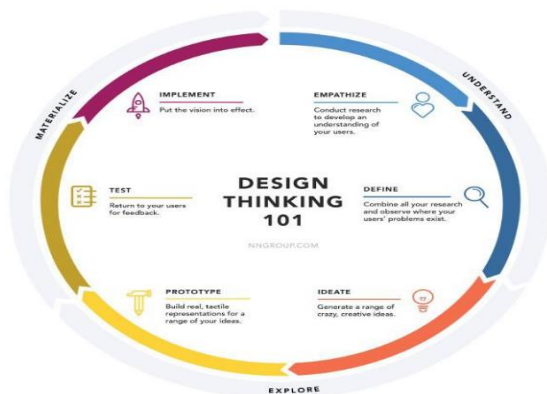 DESIGN
THINKING
101
NNGROUP.COM
UNDERSTAND
EMPATHIZE
Conduct research
to develop an
understanding of
your users.
DEFINE
Combine all your research
and observe where your
users' problems exist.
EXPLORE
IDEATE
Generate a range of
crazy, creative ideas.
PROTOTYPE
Build real, tactile
representations for a
range of your ideas.
MATERIALIZE
TEST
Return to your users
for feedback.
IMPLEMENT
Put the vision into effect.